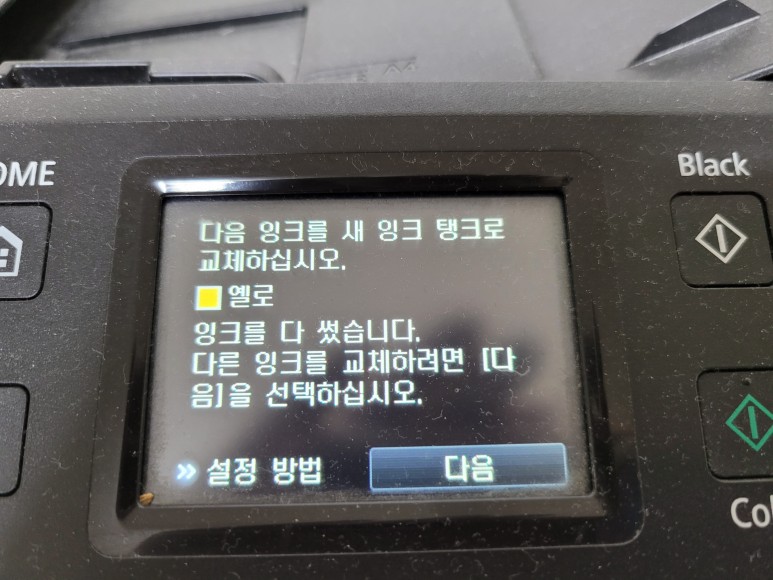 OME
Black
다음 잉크를 새 잉크 탱크로
교체하십시오.
옐로
잉크를 다 썼습니다.
다른 잉크를 교체하려면 [다
음]을 선택하십시오.
» 설정 방법
다음
Col